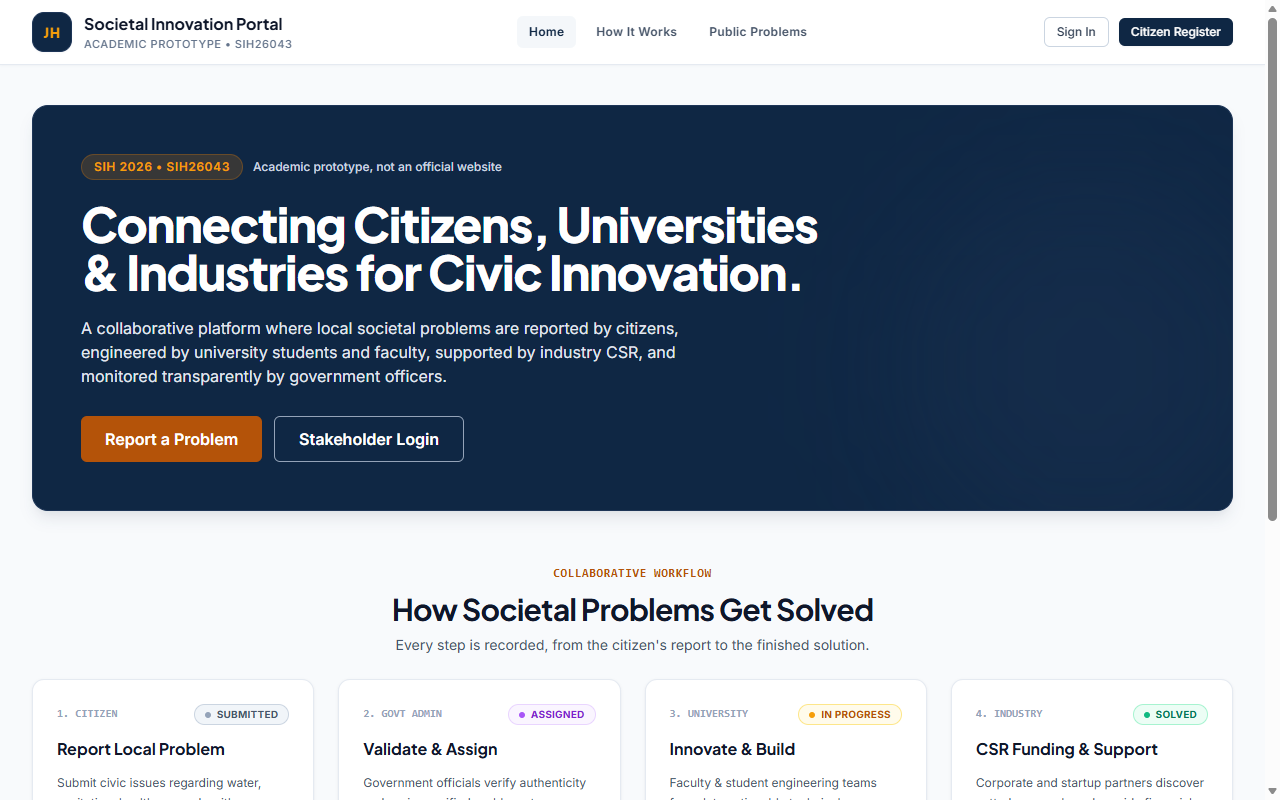 JH
Societal Innovation Portal
ACADEMIC PROTOTYPE • SIH26043
Home
How It Works
Public Problems
Sign In
Citizen Register
SIH 2026 • SIH26043
Academic prototype, not an official website
Connecting Citizens, Universities
& Industries for Civic Innovation.
A collaborative platform where local societal problems are reported by citizens,
engineered by university students and faculty, supported by industry CSR, and
monitored transparently by government officers.
Report a Problem
Stakeholder Login
COLLABORATIVE WORKFLOW
How Societal Problems Get Solved
Every step is recorded, from the citizen's report to the finished solution.
1. CITIZEN
SUBMITTED
Report Local Problem
Submit civic issues regarding water,
2. GOVT ADMIN
ASSIGNED
Validate & Assign
Government officials verify authenticity
3. UNIVERSITY
IN PROGRESS
Innovate & Build
Faculty & student engineering teams
4. INDUSTRY
SOLVED
CSR Funding & Support
Corporate and startup partners discover